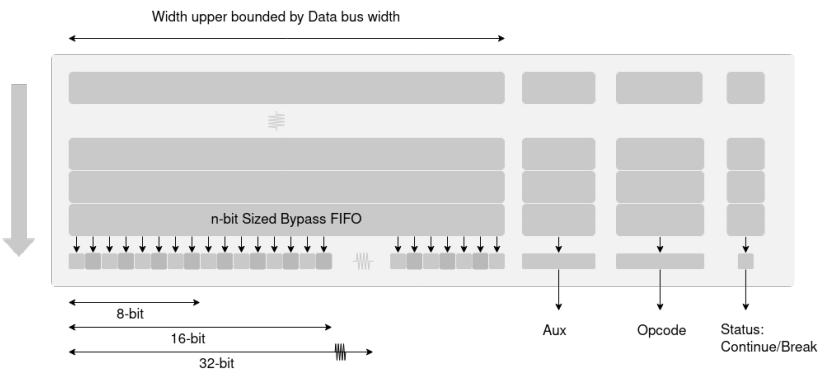 Width upper bounded by Data bus width
n-bit Sized Bypass FIFO
8-bit
16-bit
32-bit
Aux
Opcode
Status:
Continue/Break